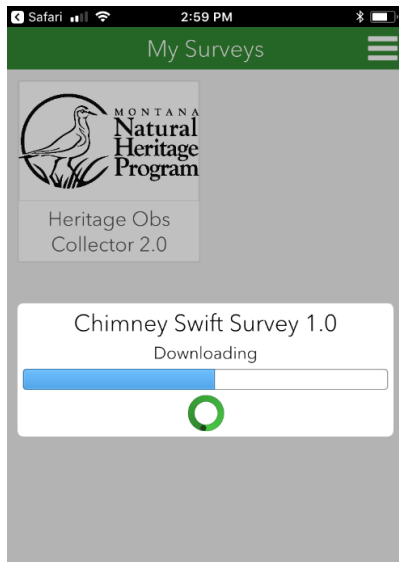 Safari
2:59 PM
My Surveys
MONTANA
Natural
Heritage
Program
Heritage Obs
Collector 2.0
Chimney Swift Survey 1.0
Downloading